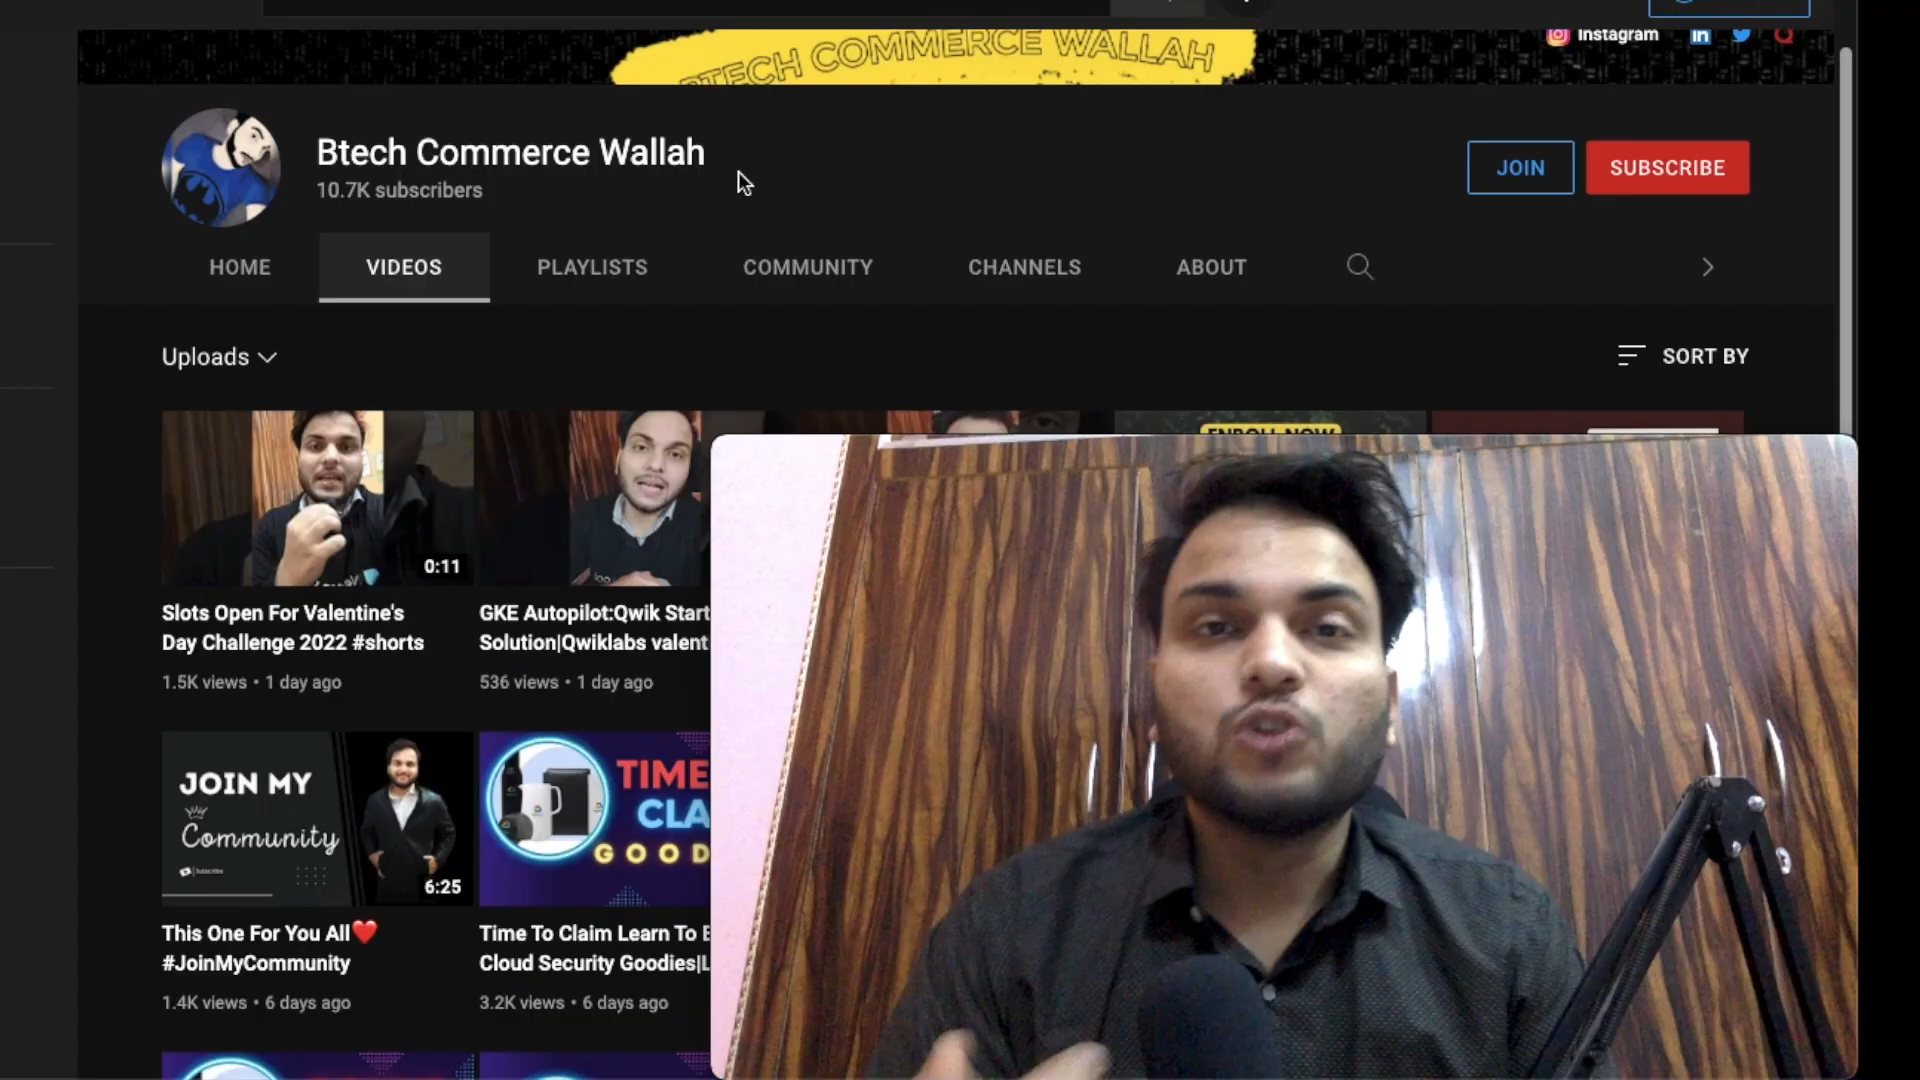 BTECH COMMERCE WALLAH
Instagram
Btech Commerce Wallah
10.7K subscribers
JOIN
SUBSCRIBE
HOME
VIDEOS
PLAYLISTS
COMMUNITY
CHANNELS
ABOUT
Uploads
SORT BY
ENROLL NOW
0:11
Slots Open For Valentine's
Day Challenge 2022 #shorts
1.5K views • 1 day ago
GKE Autopilot:Qwik Start
Solution|Qwiklabs valent
536 views • 1 day ago
JOIN MY
Community
Subscribe
6:25
TIME
CLA
GOOD
This One For You All❤️
#JoinMyCommunity
1.4K views • 6 days ago
Time To Claim Learn To E
Cloud Security Goodies|L
3.2K views • 6 days ago